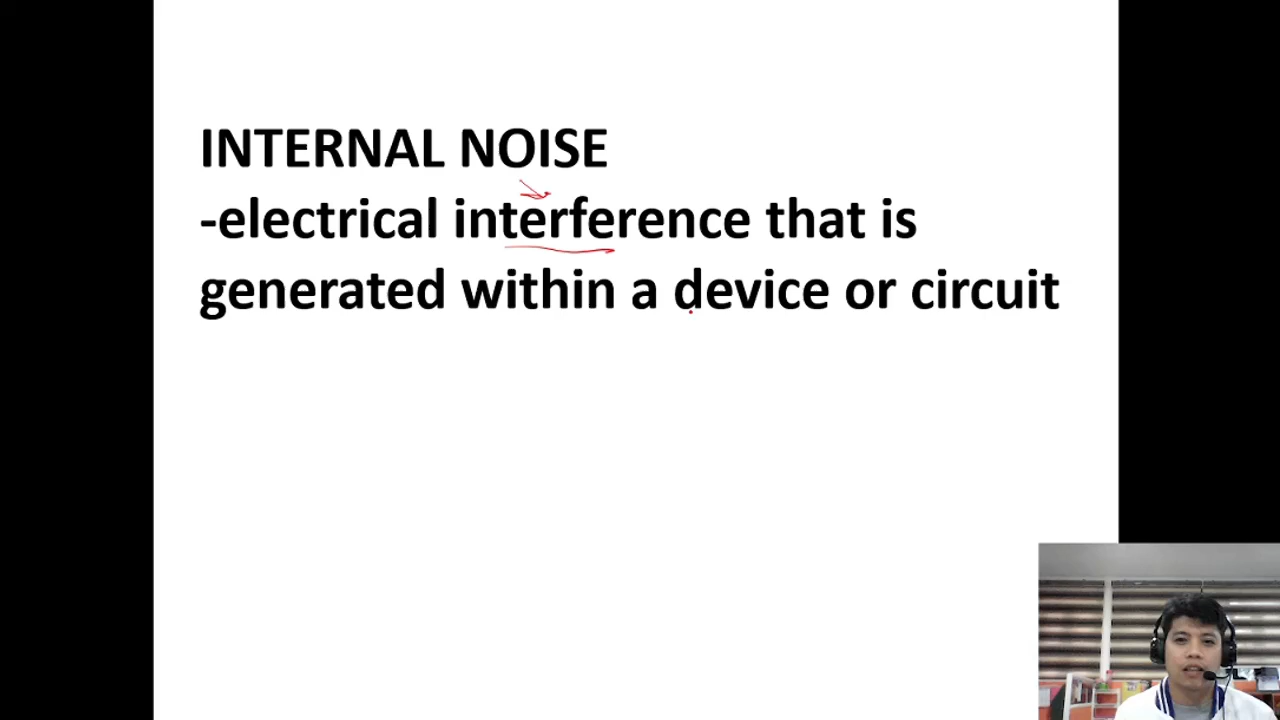 INTERNAL NOISE
-electrical interference that is
generated within a device or circuit